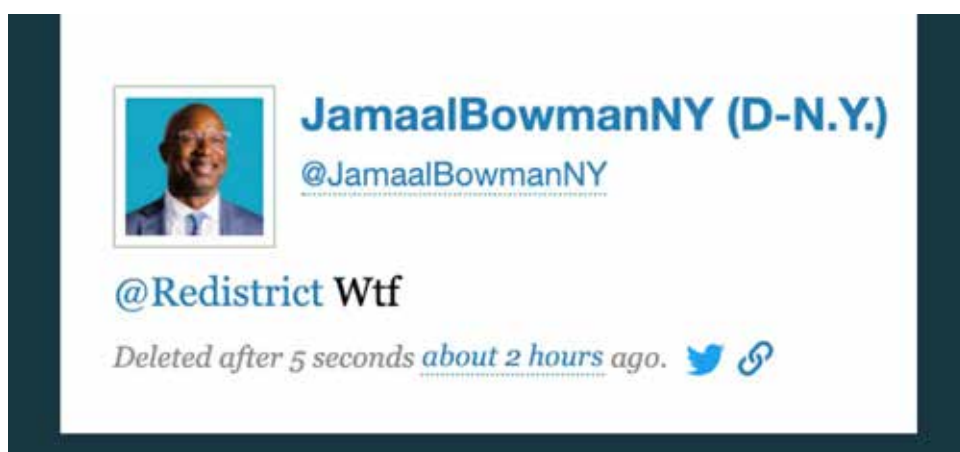 JamaalBowmanNY (D-N.Y.)
@JamaalBowmanNY
@Redistrict Wtf
Deleted after 5 seconds about 2 hours ago.